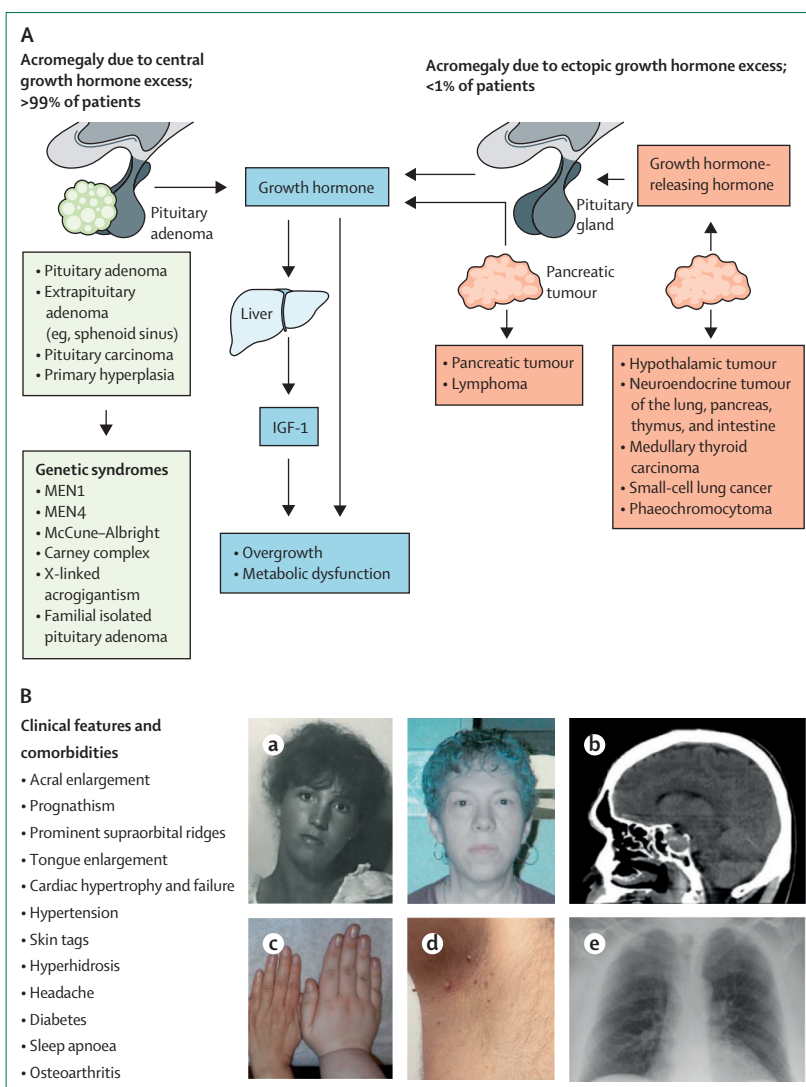 A
Acromegaly due to central
growth hormone excess;
>99% of patients
Acromegaly due to ectopic growth hormone excess;
<1% of patients
Pituitary
adenoma
Growth hormone
Pituitary
gland
Growth hormone-
releasing hormone
• Pituitary adenoma
• Extrapituitary
adenoma
(eg, sphenoid sinus)
• Pituitary carcinoma
• Primary hyperplasia
Liver
Pancreatic
tumour
• Pancreatic tumour
• Lymphoma
• Hypothalamic tumour
• Neuroendocrine tumour
of the lung, pancreas,
thymus, and intestine
• Medullary thyroid
carcinoma
• Small-cell lung cancer
• Phaeochromocytoma
IGF-1
Genetic syndromes
• MEN1
• MEN4
• McCune–Albright
• Carney complex
• X-linked
acrogigantism
• Familial isolated
pituitary adenoma
• Overgrowth
• Metabolic dysfunction
B
Clinical features and
comorbidities
• Acral enlargement
• Prognathism
• Prominent supraorbital ridges
• Tongue enlargement
• Cardiac hypertrophy and failure
• Hypertension
• Skin tags
• Hyperhidrosis
• Headache
• Diabetes
• Sleep apnoea
• Osteoarthritis
a
b
c
d
e